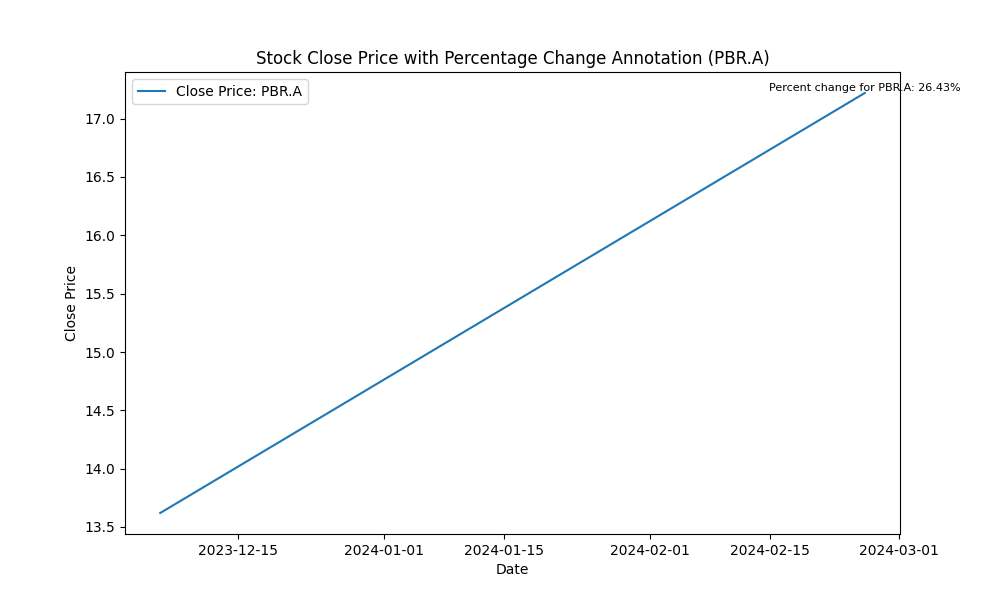 Stock Close Price with Percentage Change Annotation (PBR.A)
Close Price: PBR.A
Percent change for PBR.A: 26.43%
17.0
16.5
16.0
15.5
15.0
14.5
14.0
13.5
Close Price
2023-12-15
2024-01-01
2024-01-15
2024-02-01
2024-02-15
2024-03-01
Date